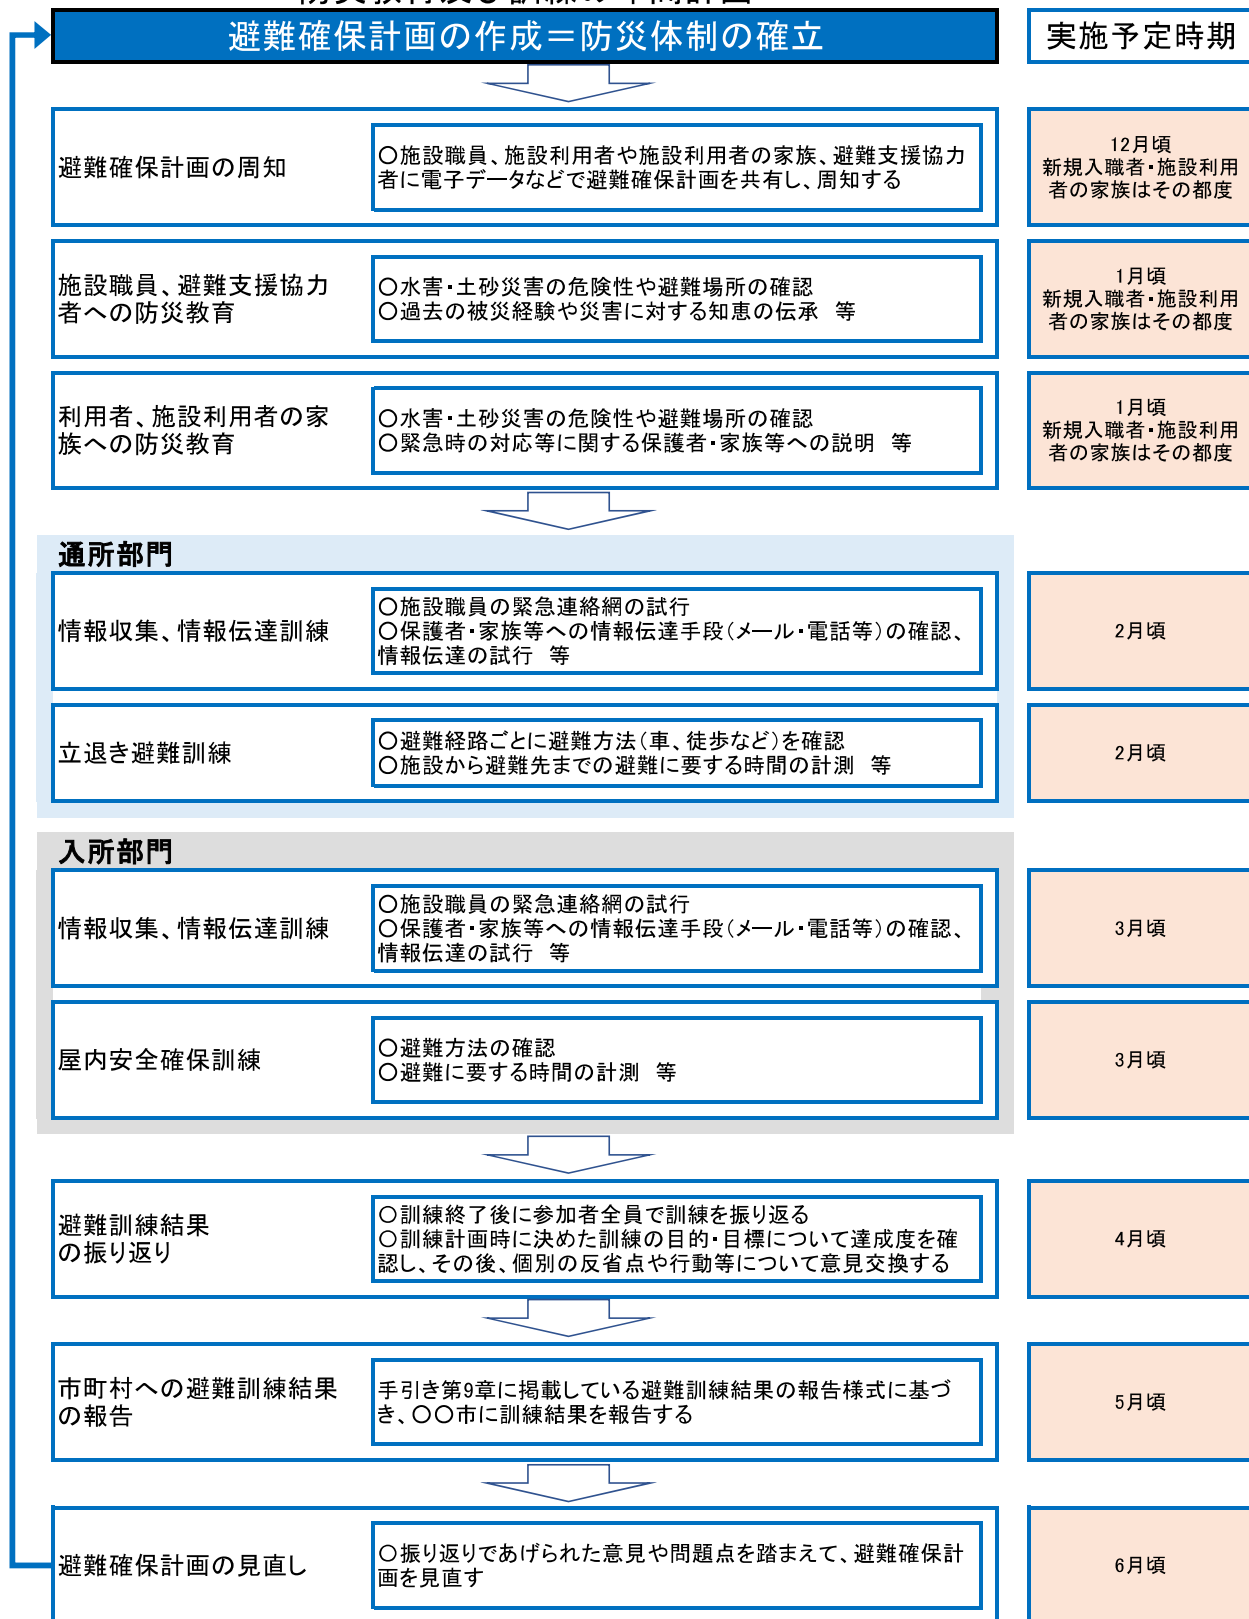 避難確保計画の作成＝防災体制の確立
実施予定時期
避難確保計画の周知
○施設職員、施設利用者や施設利用者の家族、避難支援協力
者に電子データなどで避難確保計画を共有し、周知する
12月頃
新規入職者・施設利用
者の家族はその都度
施設職員、避難支援協力
者への防災教育
○水害・土砂災害の危険性や避難場所の確認
○過去の被災経験や災害に対する知恵の伝承　等
1月頃
新規入職者・施設利用
者の家族はその都度
利用者、施設利用者の家
族への防災教育
○水害・土砂災害の危険性や避難場所の確認
○緊急時の対応等に関する保護者・家族等への説明　等
1月頃
新規入職者・施設利用
者の家族はその都度
通所部門
情報収集、情報伝達訓練
○施設職員の緊急連絡網の試行
○保護者・家族等への情報伝達手段（メール・電話等）の確認、
情報伝達の試行　等
2月頃
立退き避難訓練
○避難経路ごとに避難方法（車、徒歩など）を確認
○施設から避難先までの避難に要する時間の計測　等
2月頃
入所部門
情報収集、情報伝達訓練
○施設職員の緊急連絡網の試行
○保護者・家族等への情報伝達手段（メール・電話等）の確認、
情報伝達の試行　等
3月頃
屋内安全確保訓練
○避難方法の確認
○避難に要する時間の計測　等
3月頃
避難訓練結果
の振り返り
○訓練終了後に参加者全員で訓練を振り返る
○訓練計画時に決めた訓練の目的・目標について達成度を確
認し、その後、個別の反省点や行動等について意見交換する
4月頃
市町村への避難訓練結果
の報告
手引き第9章に掲載している避難訓練結果の報告様式に基づ
き、○○市に訓練結果を報告する
5月頃
避難確保計画の見直し
○振り返りであげられた意見や問題点を踏まえて、避難確保計
画を見直す
6月頃